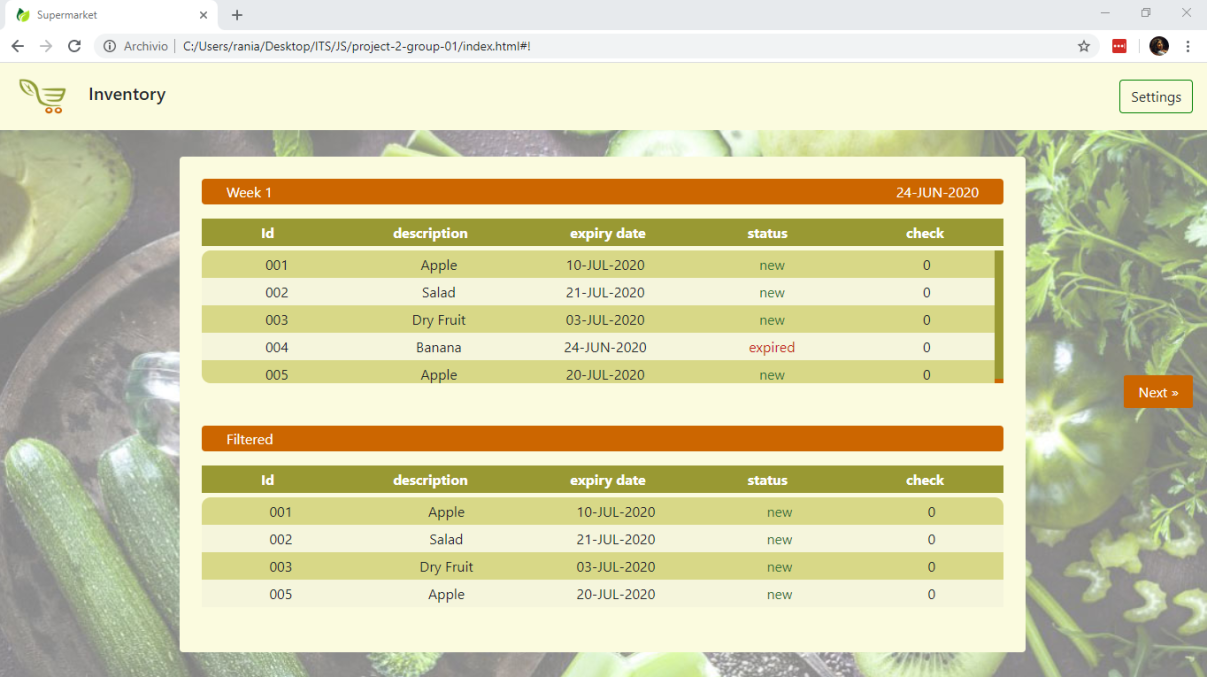 Supermarket
Archivio C:/Users/rania/Desktop/ITS/JS/project-2-group-01/index.html#!
Inventory Settings
Week 1 24-JUN-2020
Id description expiry date status check
001 Apple 10-JUL-2020 new 0
002 Salad 21-JUL-2020 new 0
003 Dry Fruit 03-JUL-2020 new 0
004 Banana 24-JUN-2020 expired 0
005 Apple 20-JUL-2020 new 0
Next »
Filtered
Id description expiry date status check
001 Apple 10-JUL-2020 new 0
002 Salad 21-JUL-2020 new 0
003 Dry Fruit 03-JUL-2020 new 0
005 Apple 20-JUL-2020 new 0